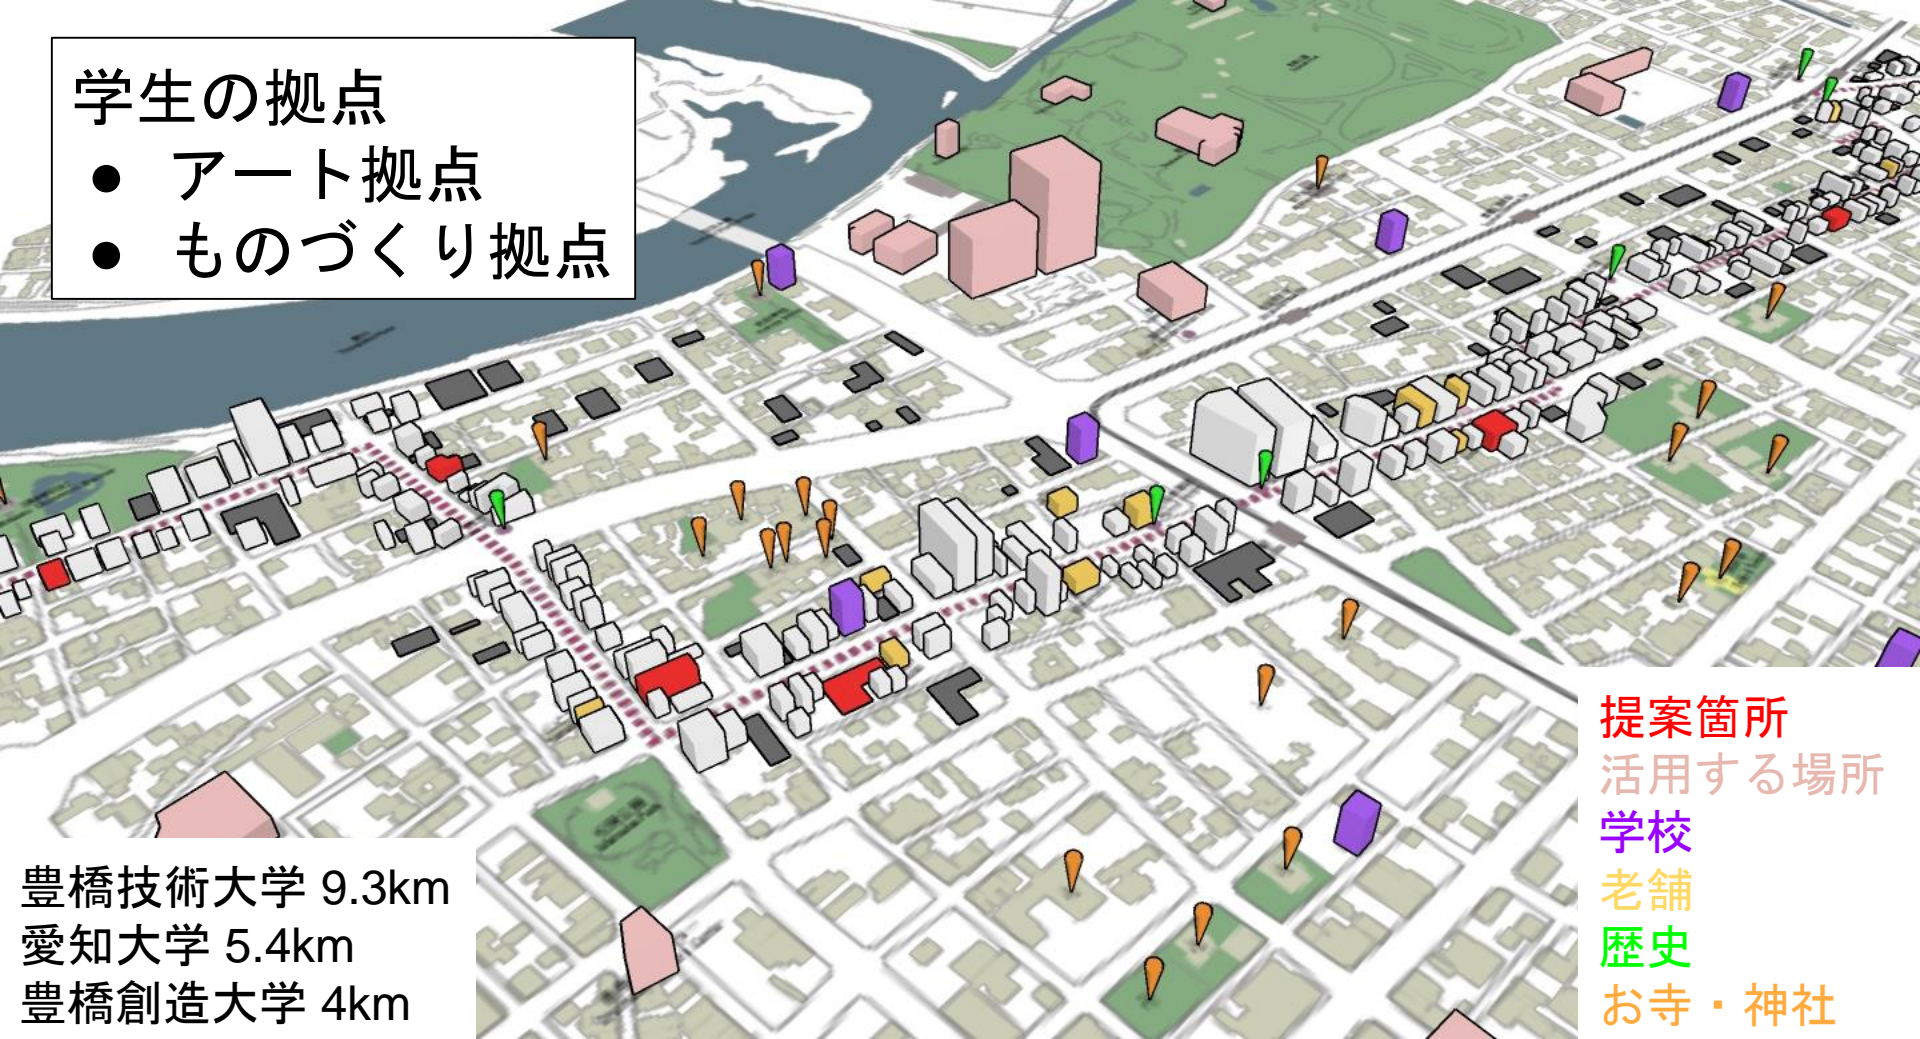 学生の拠点
● アート拠点
● ものづくり拠点
豊橋技術大学 9.3km
愛知大学 5.4km
豊橋創造大学 4km
提案箇所
活用する場所
学校
老舗
歴史
お寺・神社